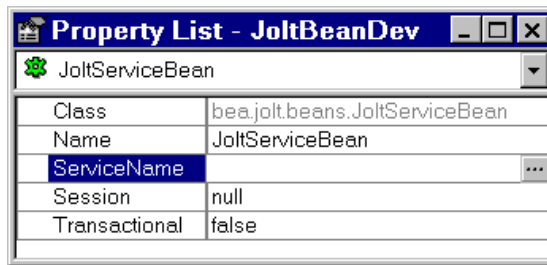 Property List - JoltBeanDev
JoltServiceBean
Class bea.jolt.beans.JoltServiceBean
Name JoltServiceBean
ServiceName ...
Session null
Transactional false